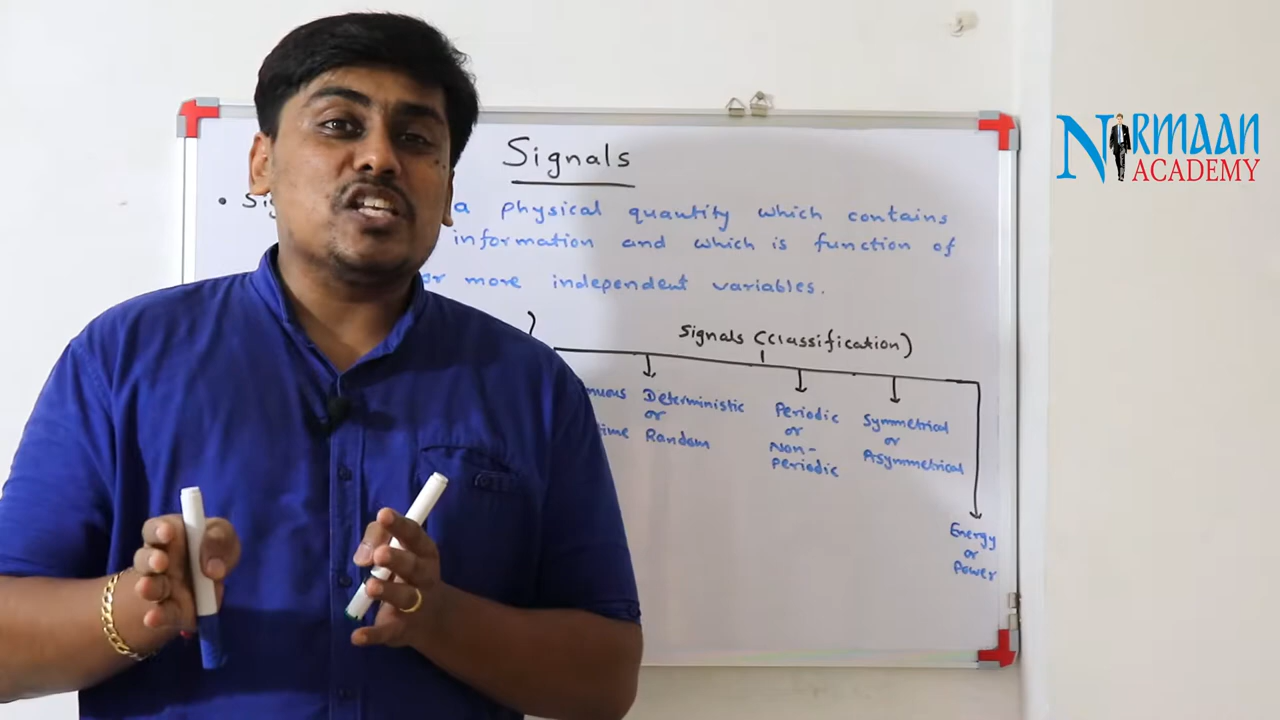 Signals
a physical quantity which contains
information and which is function of
or more independent variables.
Signals (classification)
Deterministic
or
Random
Periodic
or
Non-
Periodic
Symmetrical
or
Asymmetrical
Energy
or
Power
NIRMAAN
ACADEMY